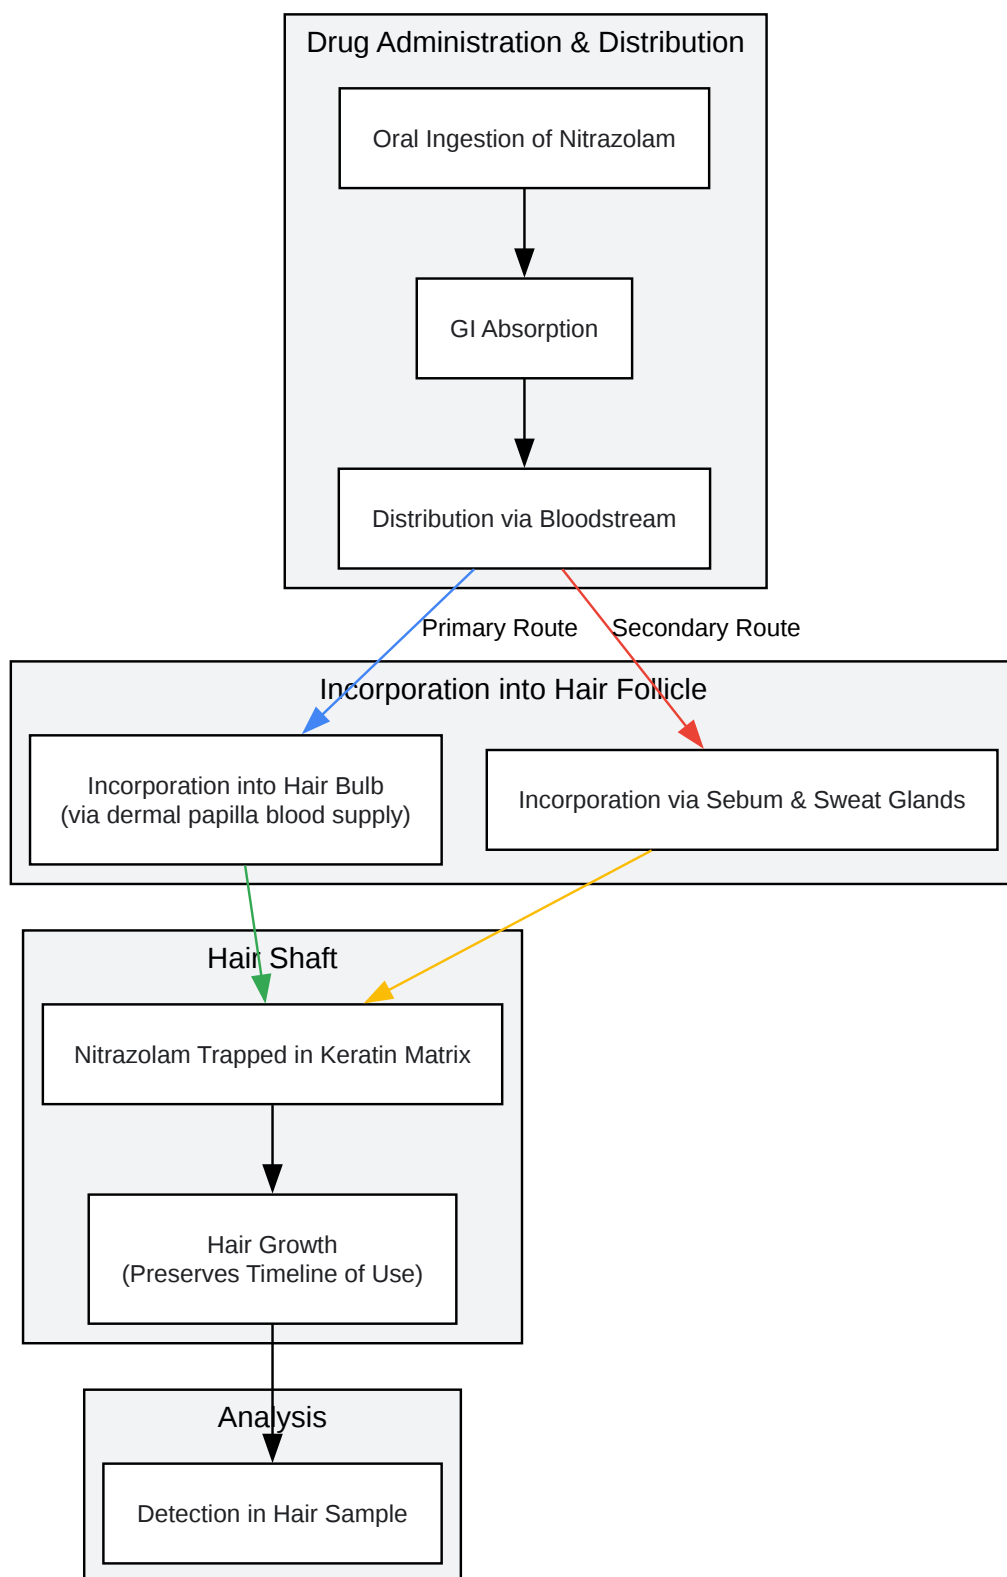 Drug Administration & Distribution
Oral Ingestion of Nitrazolam
GI Absorption
Distribution via Bloodstream
Primary Route
Secondary Route
Incorporation into Hair Follicle
Incorporation into Hair Bulb
(via dermal papilla blood supply)
Incorporation via Sebum & Sweat Glands
Hair Shaft
Nitrazolam Trapped in Keratin Matrix
Hair Growth
(Preserves Timeline of Use)
Analysis
Detection in Hair Sample